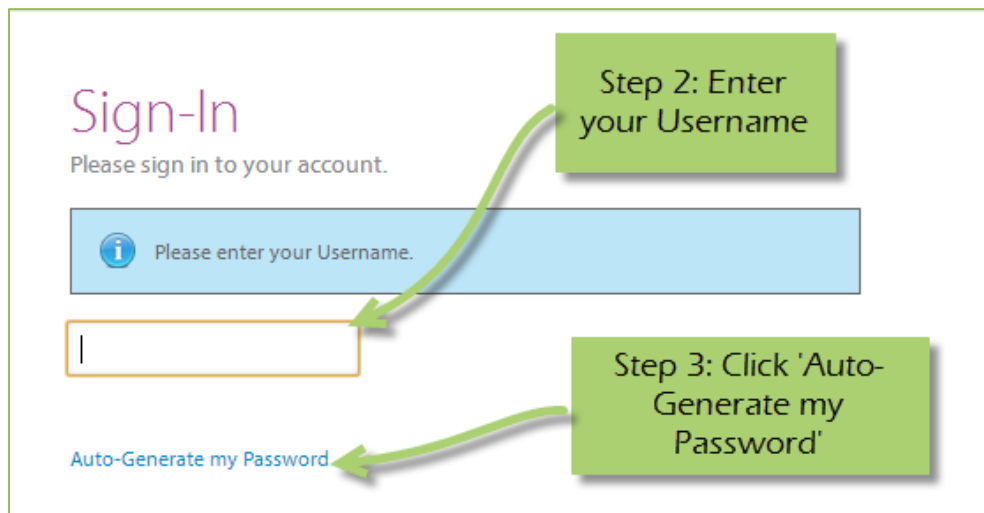 Step 2: Enter
your Username
Sign-In
Please sign in to your account.
Please enter your Username.
Step 3: Click 'Auto-
Generate my
Password'
Auto-Generate my Password